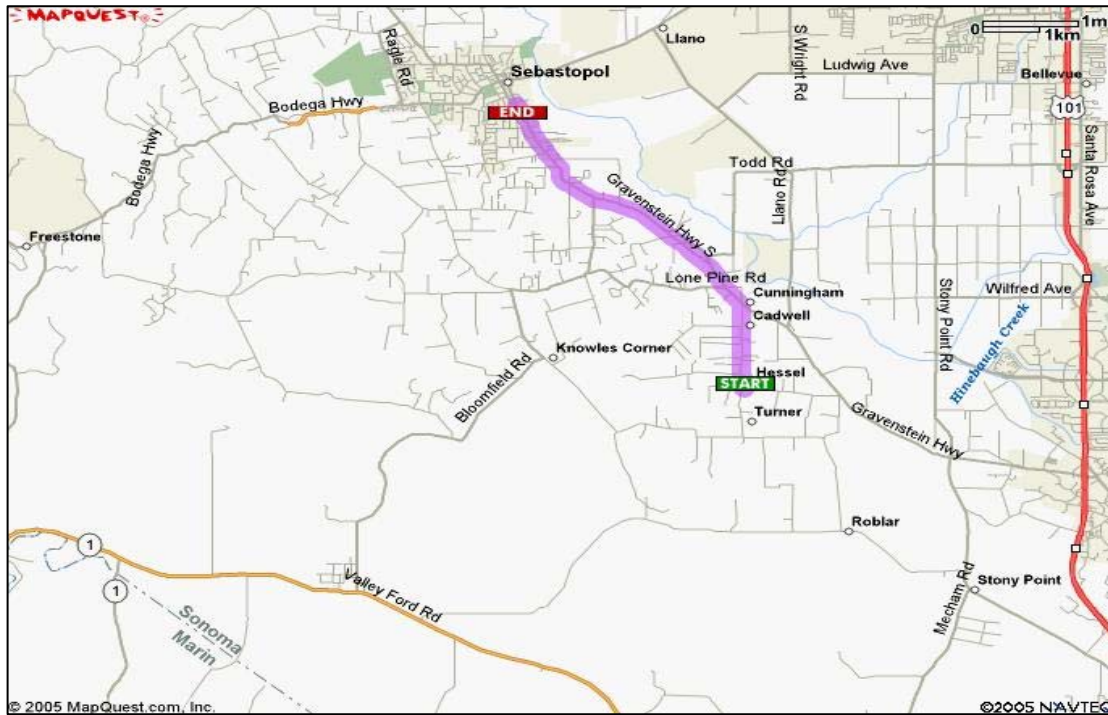 MAPQUEST
0
1m
1km
Ragle Rd
Llano
S Wright Rd
Ludwig Ave
Sebastopol
Bellevue
END
101
Bodega Hwy
Bodega Hwy
Santa Rosa Ave
Todd Rd
Llano Rd
Gravenstein Hwy S
Freestone
Lone Pine Rd
Cunningham
Wilfred Ave
Cadwell
Stony Point Rd
Hinebaugh Creek
Knowles Corner
Bloomfield Rd
Hessel
START
Turner
Gravenstein Hwy
Roblar
1
Valley Ford Rd
1
Stony Point
Mecham Rd
Sonoma
Marin
© 2005 MapQuest.com, Inc.
©2005 NAVTEQ